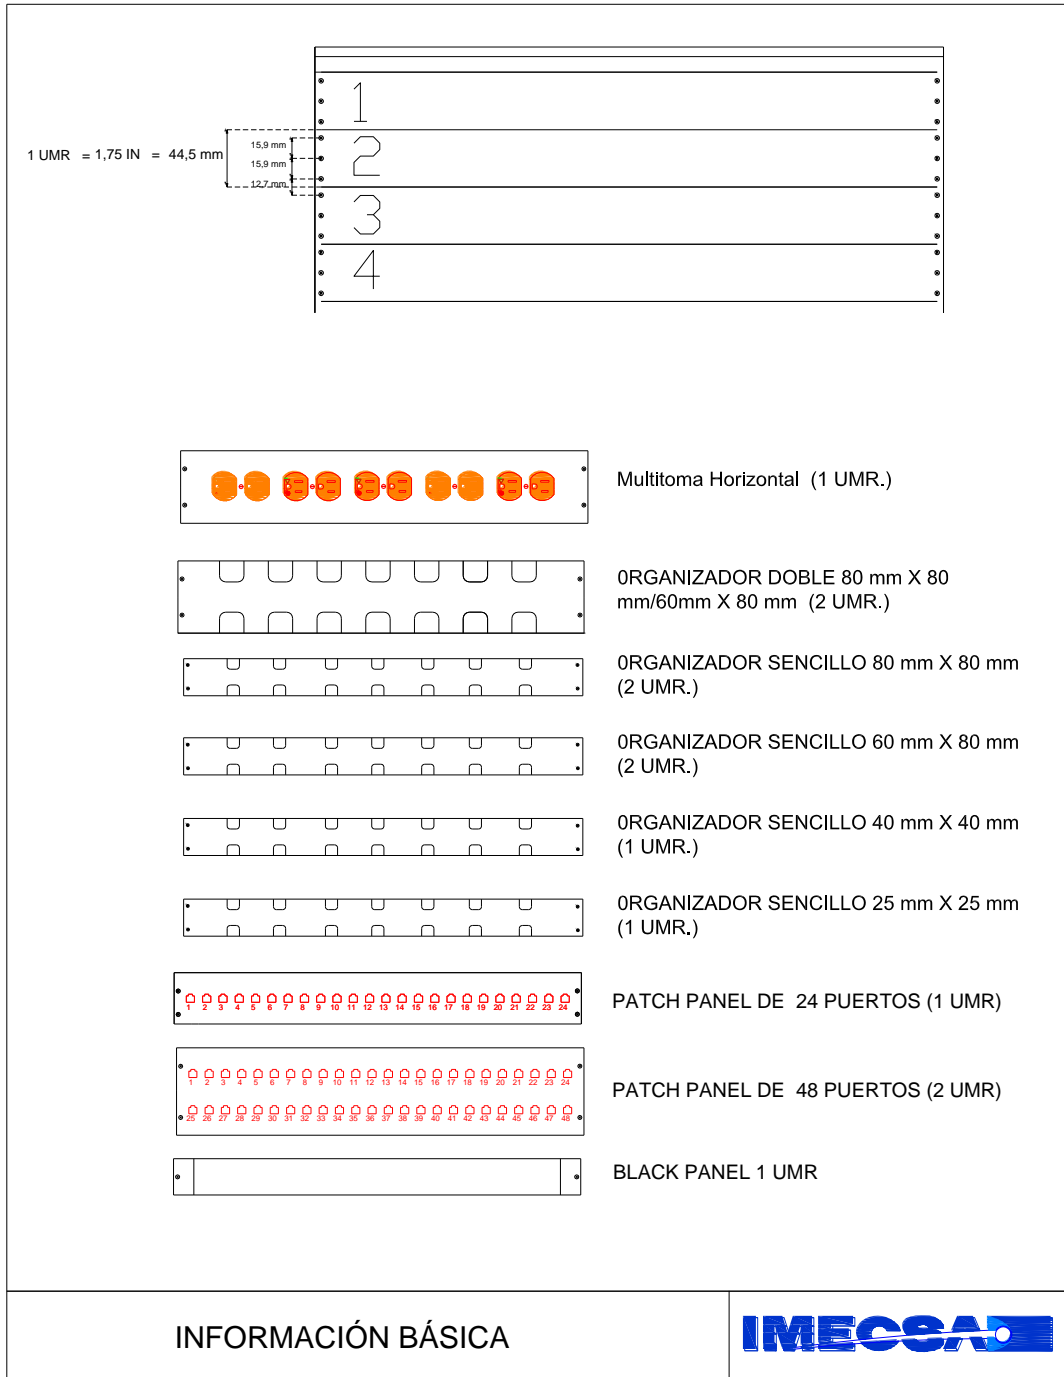 1
1 UMR = 1,75 IN = 44,5 mm
15,9 mm
15,9 mm
12,7 mm
2
3
4
Multitoma Horizontal (1 UMR.)
0RGANIZADOR DOBLE 80 mm X 80
mm/60mm X 80 mm (2 UMR.)
0RGANIZADOR SENCILLO 80 mm X 80 mm
(2 UMR.)
0RGANIZADOR SENCILLO 60 mm X 80 mm
(2 UMR.)
0RGANIZADOR SENCILLO 40 mm X 40 mm
(1 UMR.)
0RGANIZADOR SENCILLO 25 mm X 25 mm
(1 UMR.)
1 2 3 4 5 6 7 8 9 10 11 12 13 14 15 16 17 18 19 20 21 22 23 24
PATCH PANEL DE 24 PUERTOS (1 UMR)
1 2 3 4 5 6 7 8 9 10 11 12 13 14 15 16 17 18 19 20 21 22 23 24
PATCH PANEL DE 48 PUERTOS (2 UMR)
25 26 27 28 29 30 31 32 33 34 35 36 37 38 39 40 41 42 43 44 45 46 47 48
BLACK PANEL 1 UMR
INFORMACIÓN BÁSICA
IMECSA